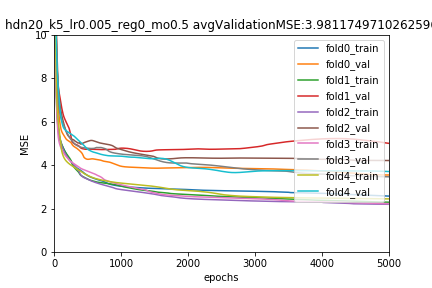 hdn20_k5_lr0.005_reg0_mo0.5 avgValidationMSE:3.981174971026259
10
8
6
4
2
0
MSE
0
1000
2000
3000
4000
5000
epochs
fold0_train
fold0_val
fold1_train
fold1_val
fold2_train
fold2_val
fold3_train
fold3_val
fold4_train
fold4_val